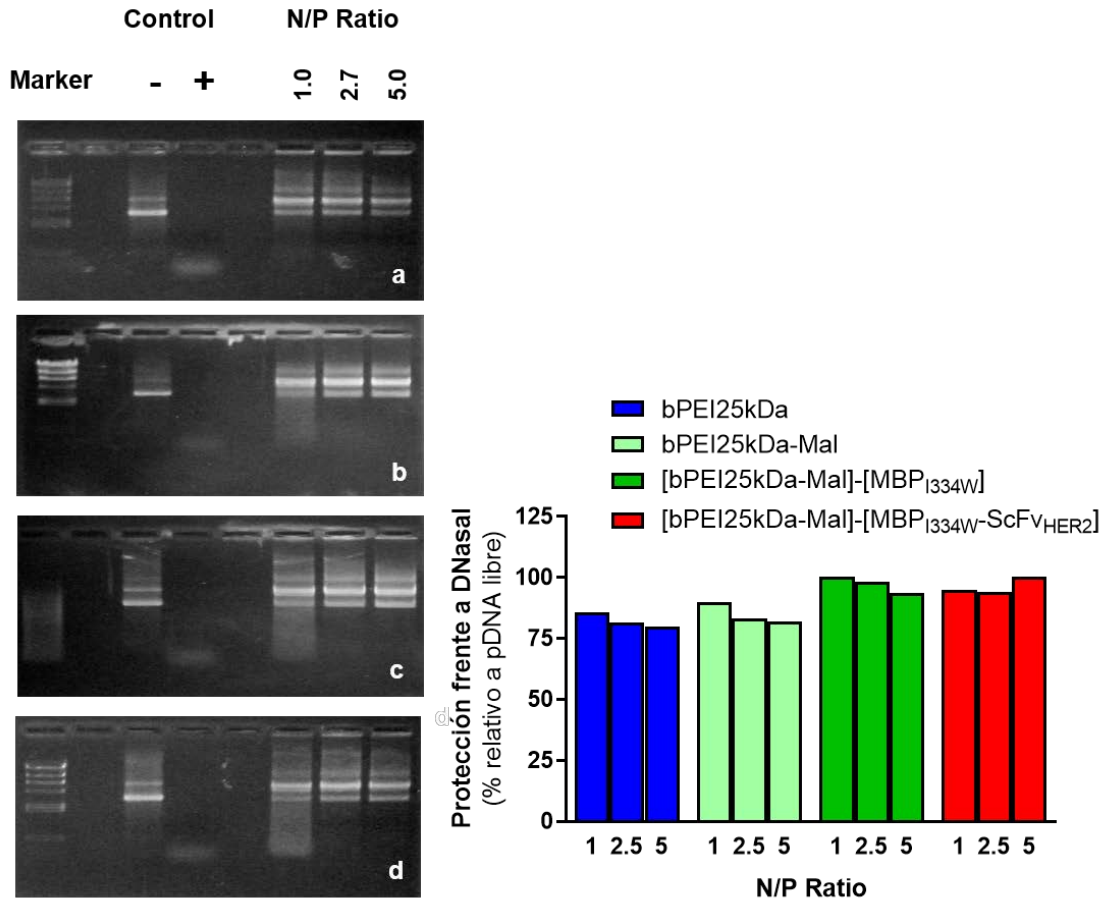 Control N/P Ratio
Marker - + 1.0 2.7 5.0
a
b
c
d
bPEI25kDa
bPEI25kDa-Mal
[bPEI25kDa-Mal]-[MBPI334W]
[bPEI25kDa-Mal]-[MBPI334W-ScFvHER2]
Protección frente a DNasaI
(% relativo a pDNA libre)
125
100
75
50
25
0
1 2.5 5 1 2.5 5 1 2.5 5 1 2.5 5
N/P Ratio